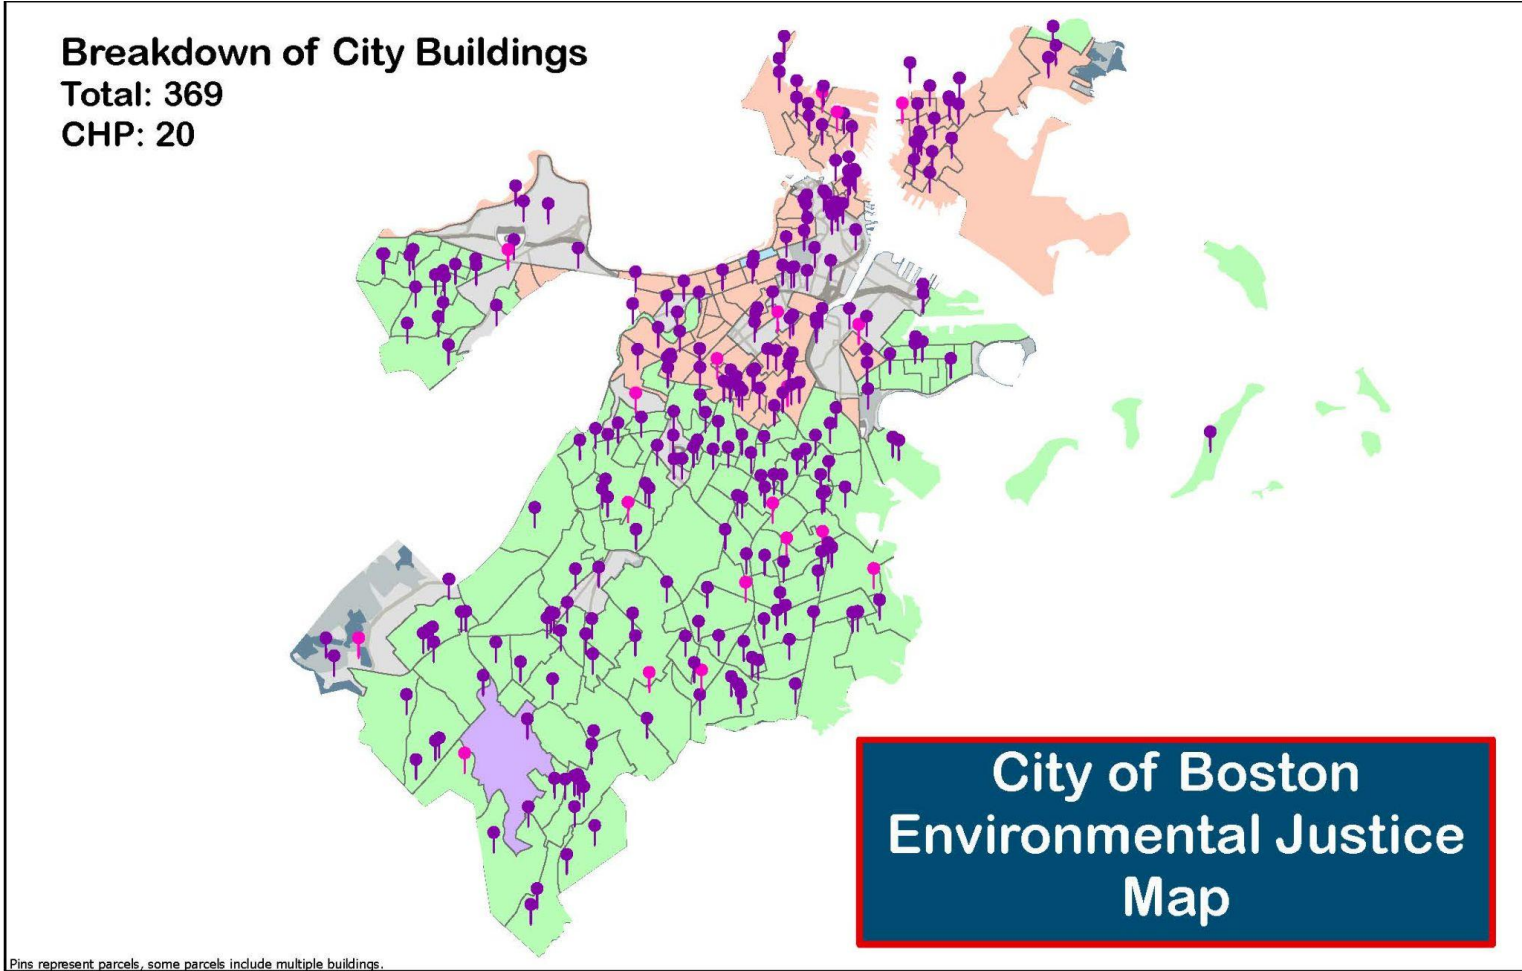 Breakdown of City Buildings
Total: 369
CHP: 20
City of Boston
Environmental Justice
Map
Pins represent parcels, some parcels include multiple buildings.